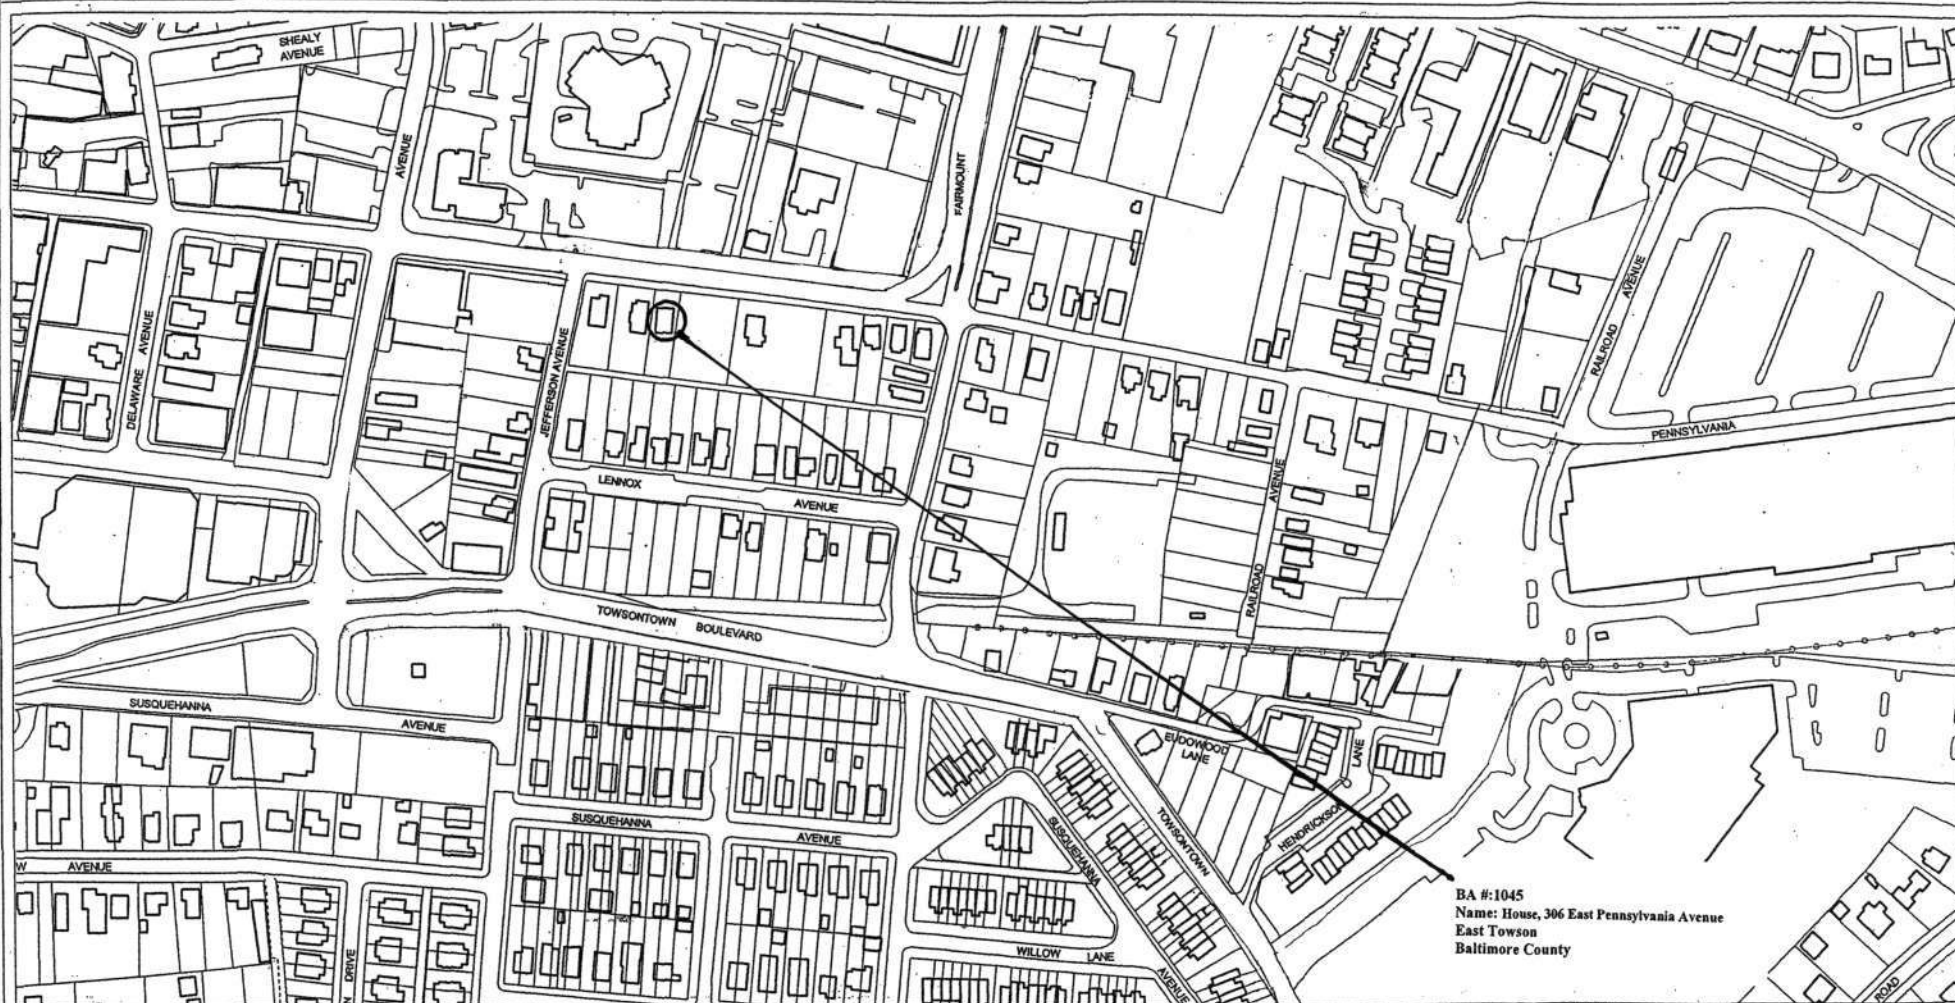 SHEALY
AVENUE
AVENUE
FAIRMOUNT
DELAWARE AVENUE
JEFFERSON AVENUE
RAILROAD AVENUE
PENNSYLVANIA
LENNOX
AVENUE
RAILROAD AVENUE
TOWSONTOWN BOULEVARD
SUSQUEHANNA
AVENUE
EUDOWOOD
LANE
LANE
HENDRICKSON
TOWSONTOWN
SUSQUEHANNA
AVENUE
SUSQUEHANNA
AVENUE
W AVENUE
WILLOW LANE
N DRIVE
ROAD
BA #:1045
Name: House, 306 East Pennsylvania Avenue
East Towson
Baltimore County